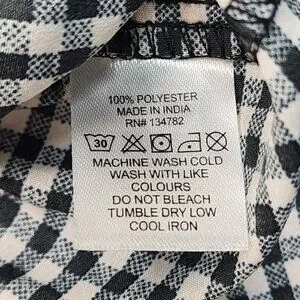 100% POLYESTER
MADE IN INDIA
RN# 134782
30
MACHINE WASH COLD
WASH WITH LIKE
COLOURS
DO NOT BLEACH
TUMBLE DRY LOW
COOL IRON